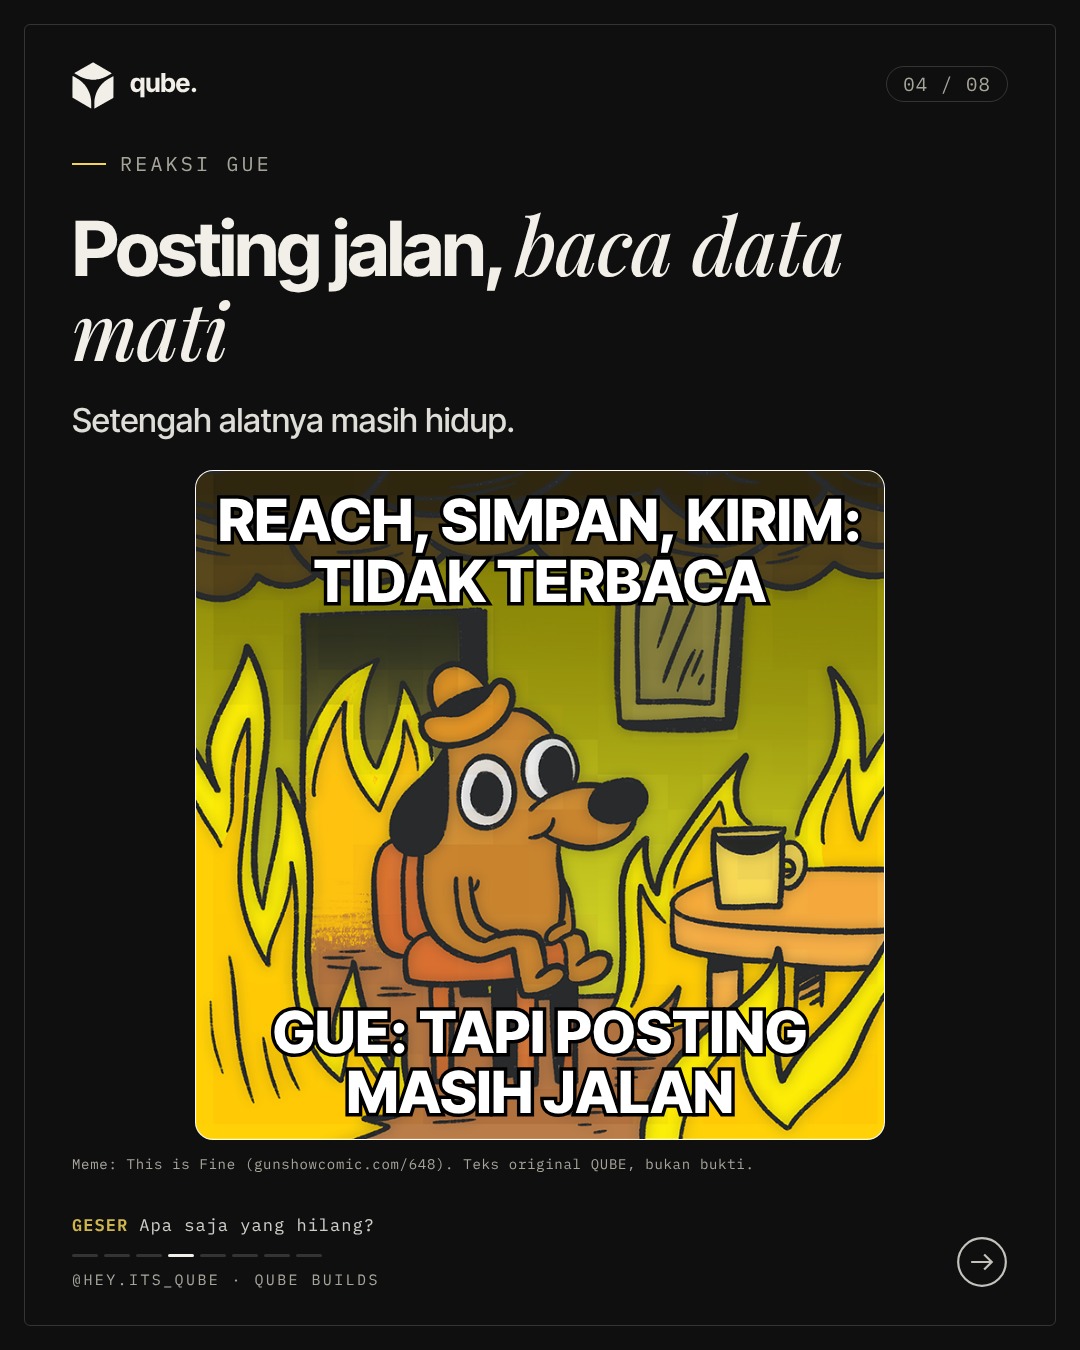 qube.
04 / 08
REAKSI GUE
Posting jalan, baca data
mati
Setengah alatnya masih hidup.
REACH, SIMPAN, KIRIM:
TIDAK TERBACA
GUE: TAPI POSTING
MASIH JALAN
Meme: This is Fine (gunshowcomic.com/648). Teks original QUBE, bukan bukti.
GESER Apa saja yang hilang?
@HEY.ITS_QUBE · QUBE BUILDS